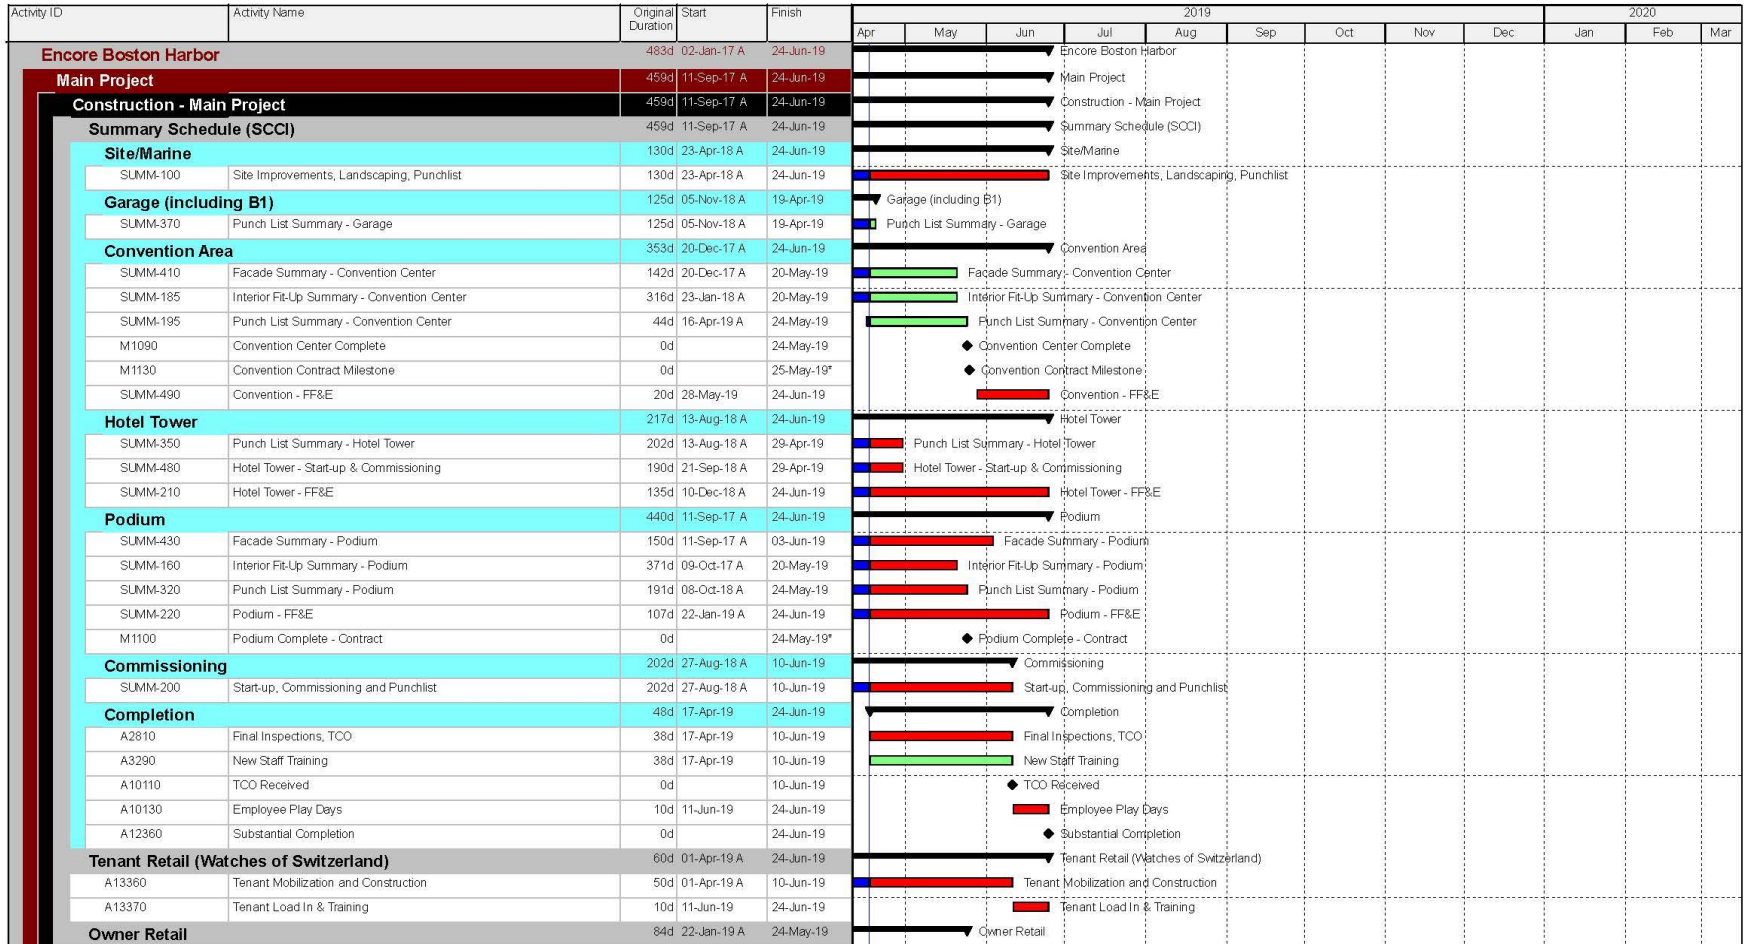 Activity ID Activity Name Original Duration Start Finish 2019 2020
Apr May Jun Jul Aug Sep Oct Nov Dec Jan Feb Mar
Encore Boston Harbor 483d 02-Jan-17 A 24-Jun-19 Encore Boston Harbor
Main Project 459d 11-Sep-17 A 24-Jun-19 Main Project
Construction - Main Project 459d 11-Sep-17 A 24-Jun-19 Construction - Main Project
Summary Schedule (SCCI) 459d 11-Sep-17 A 24-Jun-19 Summary Schedule (SCCI)
Site/Marine 130d 23-Apr-18 A 24-Jun-19 Site/Marine
SUMM-100 Site Improvements, Landscaping, Punchlist 130d 23-Apr-18 A 24-Jun-19 Site Improvements, Landscaping, Punchlist
Garage (including B1) 125d 05-Nov-18 A 19-Apr-19 Garage (including B1)
SUMM-370 Punch List Summary - Garage 125d 05-Nov-18 A 19-Apr-19 Punch List Summary - Garage
Convention Area 353d 20-Dec-17 A 24-Jun-19 Convention Area
SUMM-410 Facade Summary - Convention Center 142d 20-Dec-17 A 20-May-19 Facade Summary - Convention Center
SUMM-185 Interior Fit-Up Summary - Convention Center 316d 23-Jan-18 A 20-May-19 Interior Fit-Up Summary - Convention Center
SUMM-195 Punch List Summary - Convention Center 44d 16-Apr-19 A 24-May-19 Punch List Summary - Convention Center
M1090 Convention Center Complete 0d 24-May-19 Convention Center Complete
M1130 Convention Contract Milestone 0d 25-May-19* Convention Contract Milestone
SUMM-490 Convention - FF&E 20d 28-May-19 24-Jun-19 Convention - FF&E
Hotel Tower 217d 13-Aug-18 A 24-Jun-19 Hotel Tower
SUMM-350 Punch List Summary - Hotel Tower 202d 13-Aug-18 A 29-Apr-19 Punch List Summary - Hotel Tower
SUMM-480 Hotel Tower - Start-up & Commissioning 190d 21-Sep-18 A 29-Apr-19 Hotel Tower - Start-up & Commissioning
SUMM-210 Hotel Tower - FF&E 135d 10-Dec-18 A 24-Jun-19 Hotel Tower - FF&E
Podium 440d 11-Sep-17 A 24-Jun-19 Podium
SUMM-430 Facade Summary - Podium 150d 11-Sep-17 A 03-Jun-19 Facade Summary - Podium
SUMM-160 Interior Fit-Up Summary - Podium 371d 09-Oct-17 A 20-May-19 Interior Fit-Up Summary - Podium
SUMM-320 Punch List Summary - Podium 191d 08-Oct-18 A 24-May-19 Punch List Summary - Podium
SUMM-220 Podium - FF&E 107d 22-Jan-19 A 24-Jun-19 Podium - FF&E
M1100 Podium Complete - Contract 0d 24-May-19* Podium Complete - Contract
Commissioning 202d 27-Aug-18 A 10-Jun-19 Commissioning
SUMM-200 Start-up, Commissioning and Punchlist 202d 27-Aug-18 A 10-Jun-19 Start-up, Commissioning and Punchlist
Completion 48d 17-Apr-19 24-Jun-19 Completion
A2810 Final Inspections, TCO 38d 17-Apr-19 10-Jun-19 Final Inspections, TCO
A3290 New Staff Training 38d 17-Apr-19 10-Jun-19 New Staff Training
A10110 TCO Received 0d 10-Jun-19 TCO Received
A10130 Employee Play Days 10d 11-Jun-19 24-Jun-19 Employee Play Days
A12360 Substantial Completion 0d 24-Jun-19 Substantial Completion
Tenant Retail (Watches of Switzerland) 60d 01-Apr-19 A 24-Jun-19 Tenant Retail (Watches of Switzerland)
A13360 Tenant Mobilization and Construction 50d 01-Apr-19 A 10-Jun-19 Tenant Mobilization and Construction
A13370 Tenant Load In & Training 10d 11-Jun-19 24-Jun-19 Tenant Load In & Training
Owner Retail 84d 22-Jan-19 A 24-May-19 Owner Retail